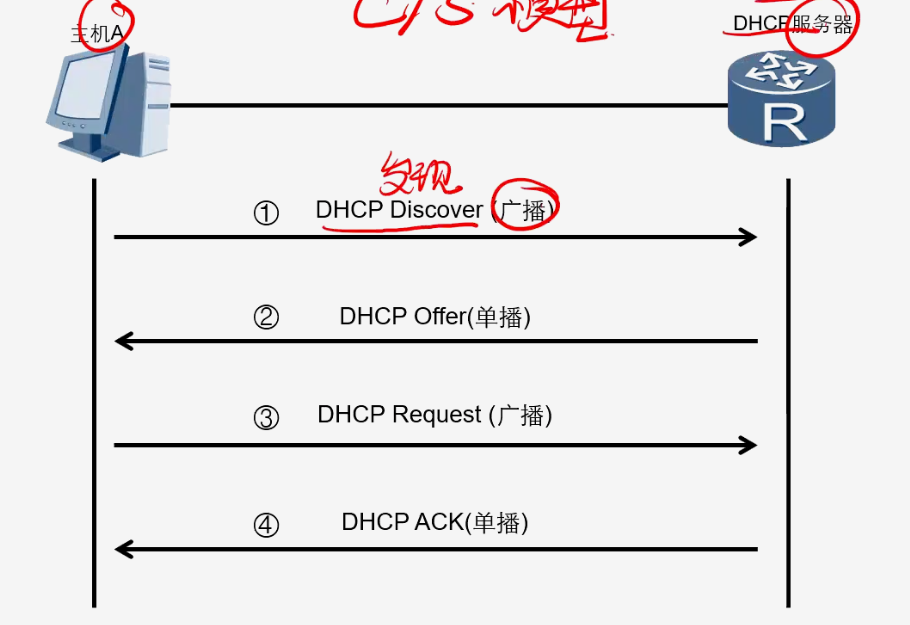 C/S 模型
主机A
DHCP服务器
R
发现
① DHCP Discover (广播)
② DHCP Offer(单播)
③ DHCP Request (广播)
④ DHCP ACK(单播)